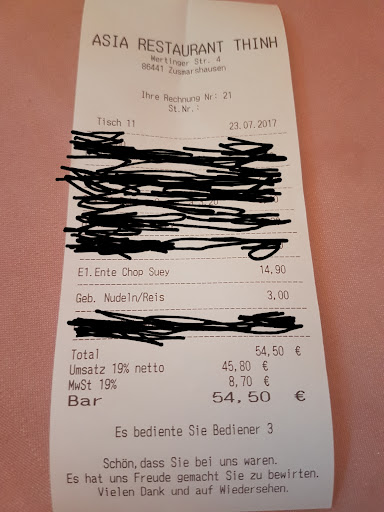 ASIA RESTAURANT THINH
Mertinger Str. 4
86441 Zusmarshausen
Ihre Rechnung Nr: 21
St.Nr.:
Tisch 11 23.07.2017
E1.Ente Chop Suey 14,90
Geb. Nudeln/Reis 3,00
Total 54,50 €
Umsatz 19% netto 45,80 €
MwSt 19% 8,70 €
Bar 54,50 €
Es bediente Sie Bediener 3
Schön,dass Sie bei uns waren.
Es hat uns Freude gemacht Sie zu bewirten.
Vielen Dank und auf Wiedersehen.